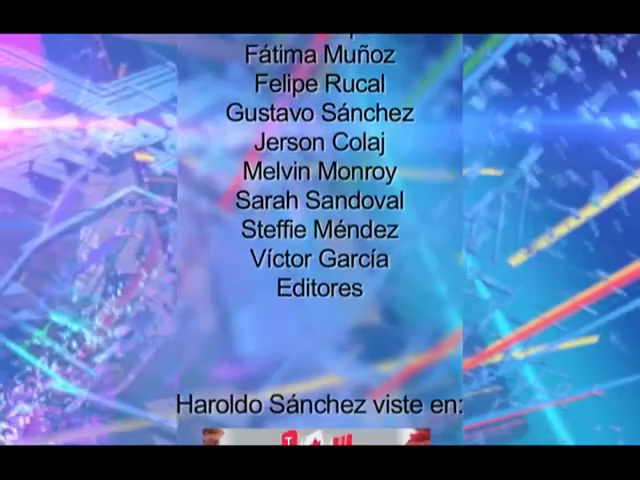 Fátima Muñoz
Felipe Rucal
Gustavo Sánchez
Jerson Colaj
Melvin Monroy
Sarah Sandoval
Steffie Méndez
Víctor García
Editores
Haroldo Sánchez viste en: